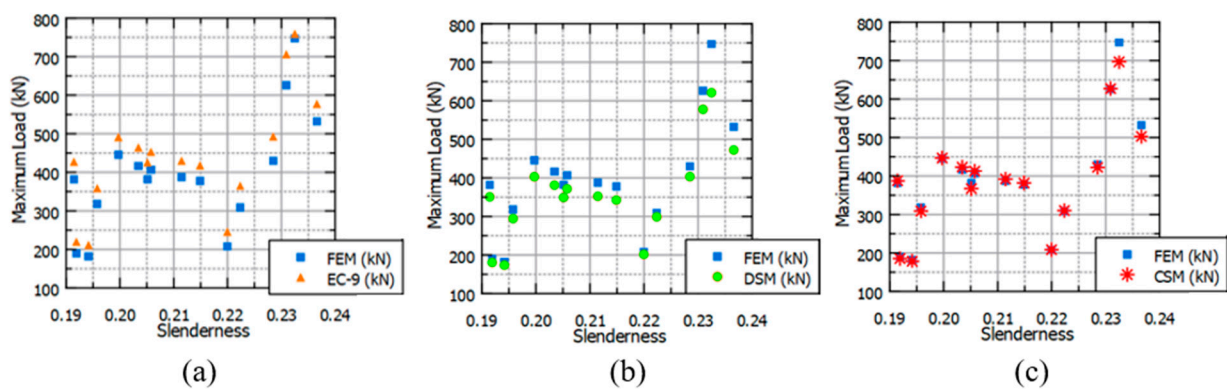 800
700
600
500
400
300
200
100
Maximum Load (kN)
0.19 0.20 0.21 0.22 0.23 0.24
Slenderness
FEM (kN)
EC-9 (kN)
(a)
800
700
600
500
400
300
200
100
Maximum Load (kN)
0.19 0.20 0.21 0.22 0.23 0.24
Slenderness
FEM (kN)
DSM (kN)
(b)
800
700
600
500
400
300
200
100
Maximum Load (kN)
0.19 0.20 0.21 0.22 0.23 0.24
Slenderness
FEM (kN)
CSM (kN)
(c)